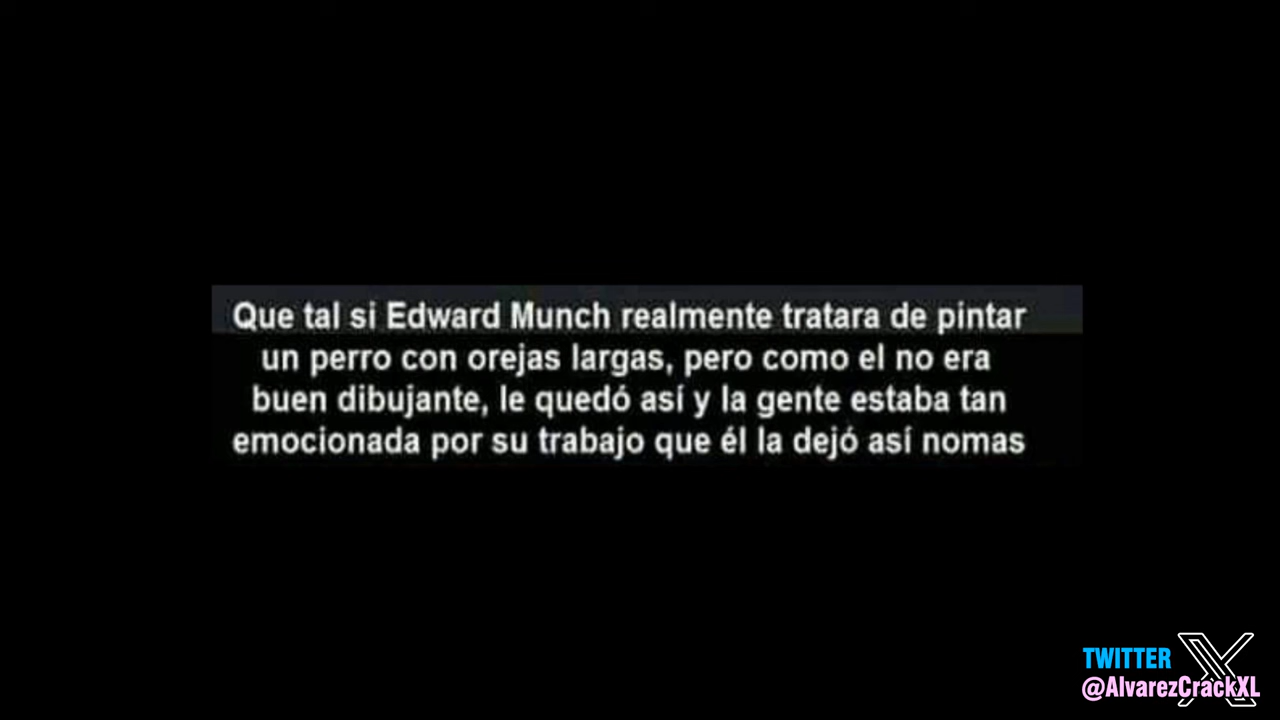 Que tal si Edward Munch realmente tratara de pintar
un perro con orejas largas, pero como el no era
buen dibujante, le quedó así y la gente estaba tan
emocionada por su trabajo que él la dejó así nomas
TWITTER X
@AlvarezCrackXL